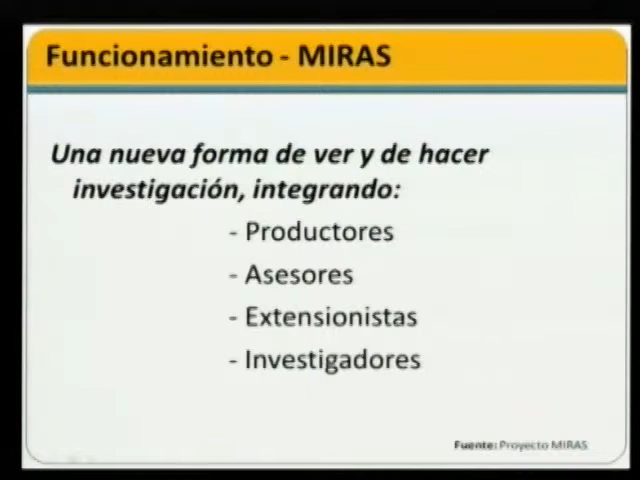 Funcionamiento - MIRAS
Una nueva forma de ver y de hacer
investigación, integrando:
- Productores
- Asesores
- Extensionistas
- Investigadores
Fuente: Proyecto MIRAS